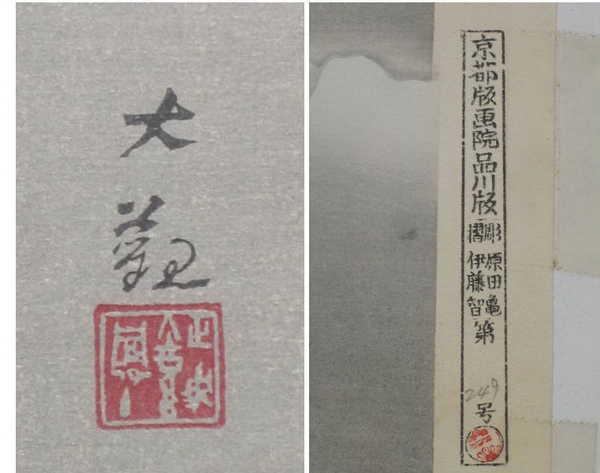 大
観
京都版画院品川版
彫 原田亀
摺 伊藤智
第249号